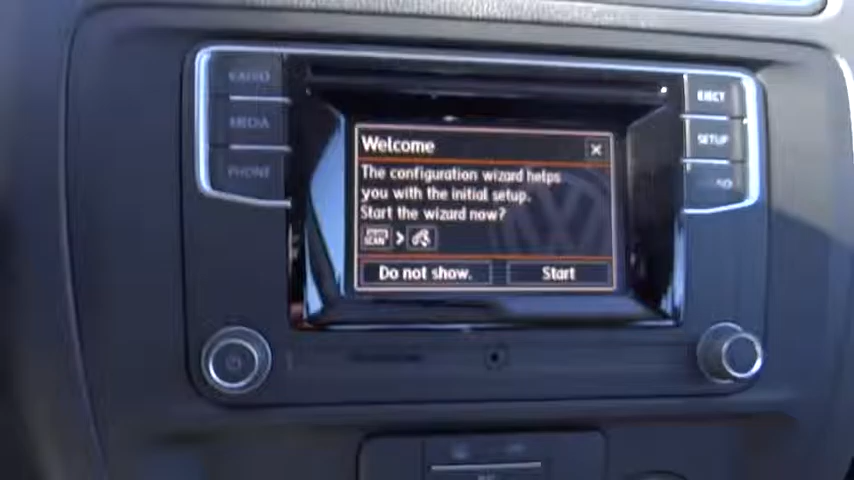 RADIO
MEDIA
PHONE
EJECT
SETUP
Welcome
The configuration wizard helps
you with the initial setup.
Start the wizard now?
SCAN
Do not show.
Start